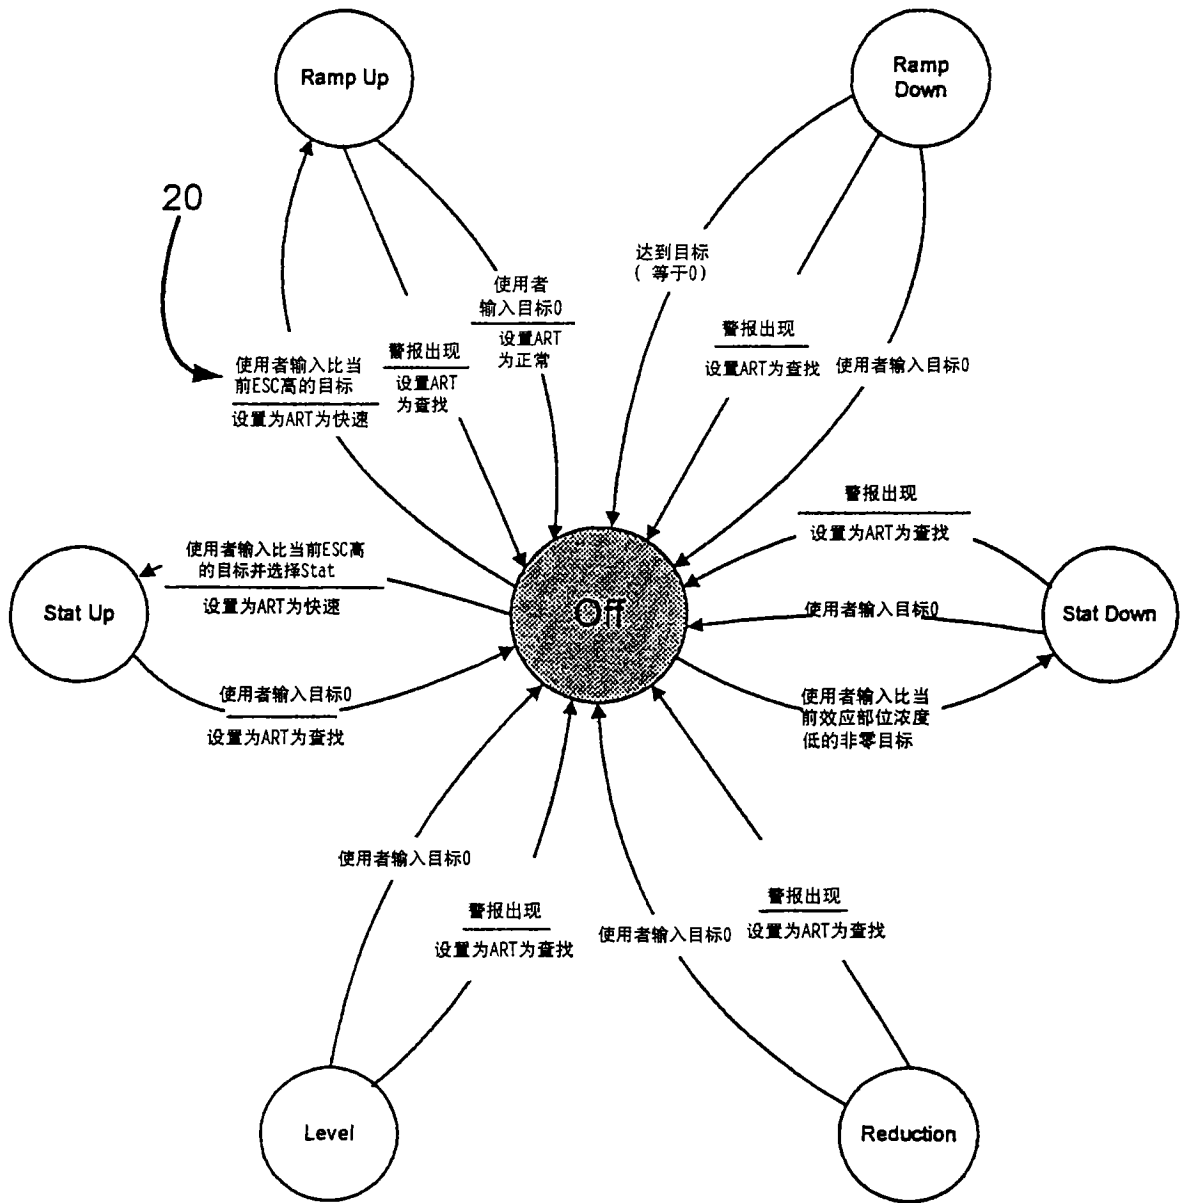 Ramp Up
Ramp
Down
20
达到目标
( 等于0)
使用者
输入目标0
设置ART
为正常
警报出现
设置ART
为查找
使用者输入比当
前ESC高的目标
设置为ART为快速
警报出现
设置ART为查找
使用者输入目标0
警报出现
设置为ART为查找
使用者输入比当前ESC高
的目标并选择Stat
设置为ART为快速
Stat Up
Off
使用者输入目标0
Stat Down
使用者输入目标0
设置为ART为查找
使用者输入比当
前效应部位浓度
低的非零目标
使用者输入目标0
警报出现
设置为ART为查找
使用者输入目标0
警报出现
设置为ART为查找
Level
Reduction